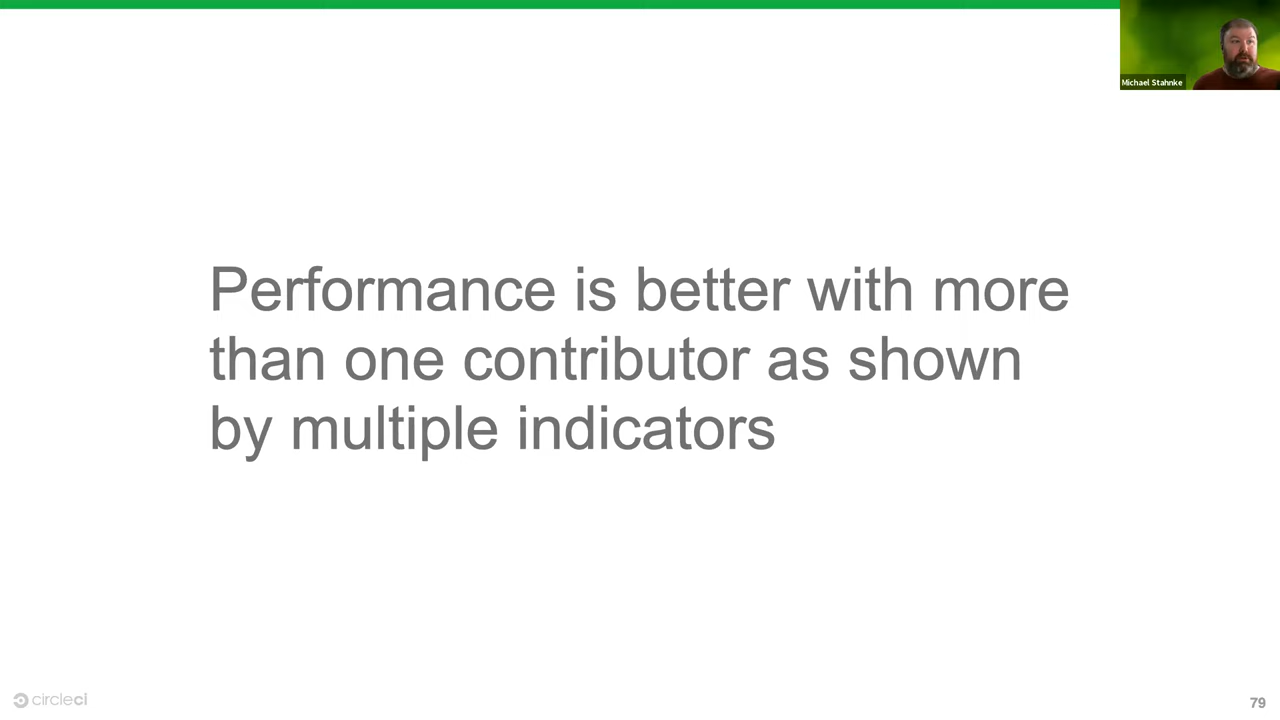 Michael Stahnke
Performance is better with more
than one contributor as shown
by multiple indicators
circleci
79